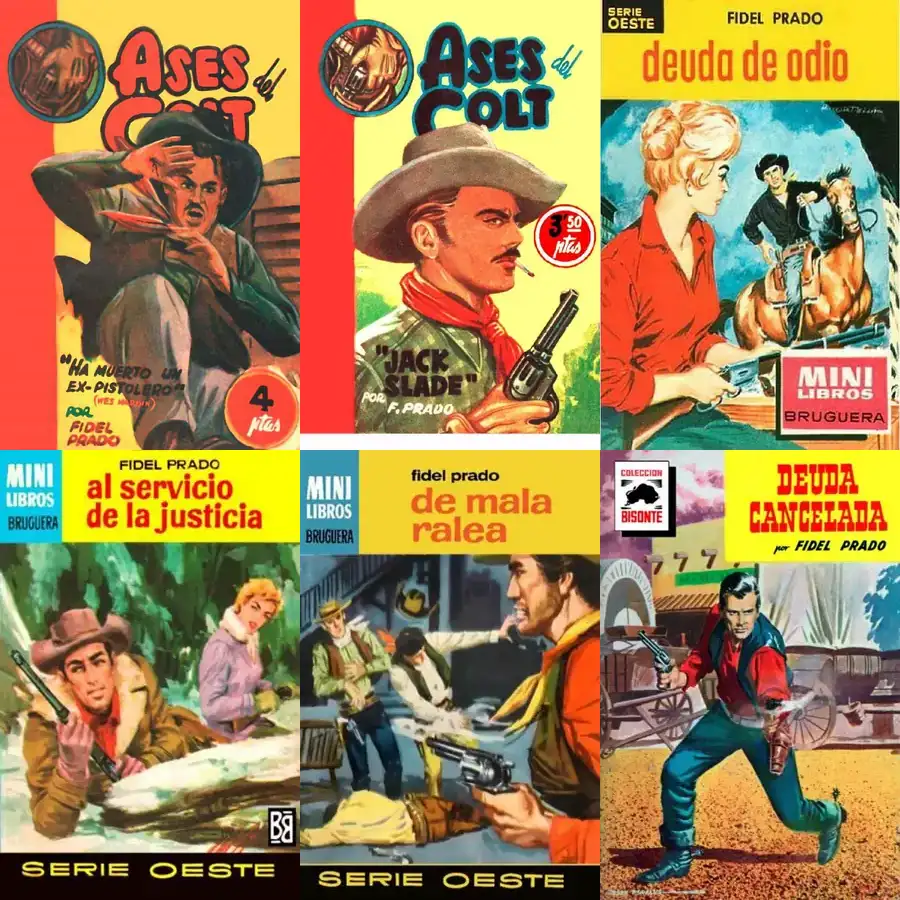 ASES del
COLT
"HA MUERTO UN
EX-PISTOLERO"
(WES HARDIN)
POR
FIDEL
PRADO
4
ptas
ASES del
COLT
3'50
ptas
"JACK
SLADE"
POR F. PRADO
SERIE
OESTE
FIDEL PRADO
deuda de odio
MINI
LIBROS
BRUGUERA
MINI
LIBROS
BRUGUERA
FIDEL PRADO
al servicio
de la justicia
BB
SERIE OESTE
MINI
LIBROS
BRUGUERA
fidel prado
de mala
ralea
SERIE OESTE
COLECCION
BISONTE
DEUDA
CANCELADA
por FIDEL PRADO